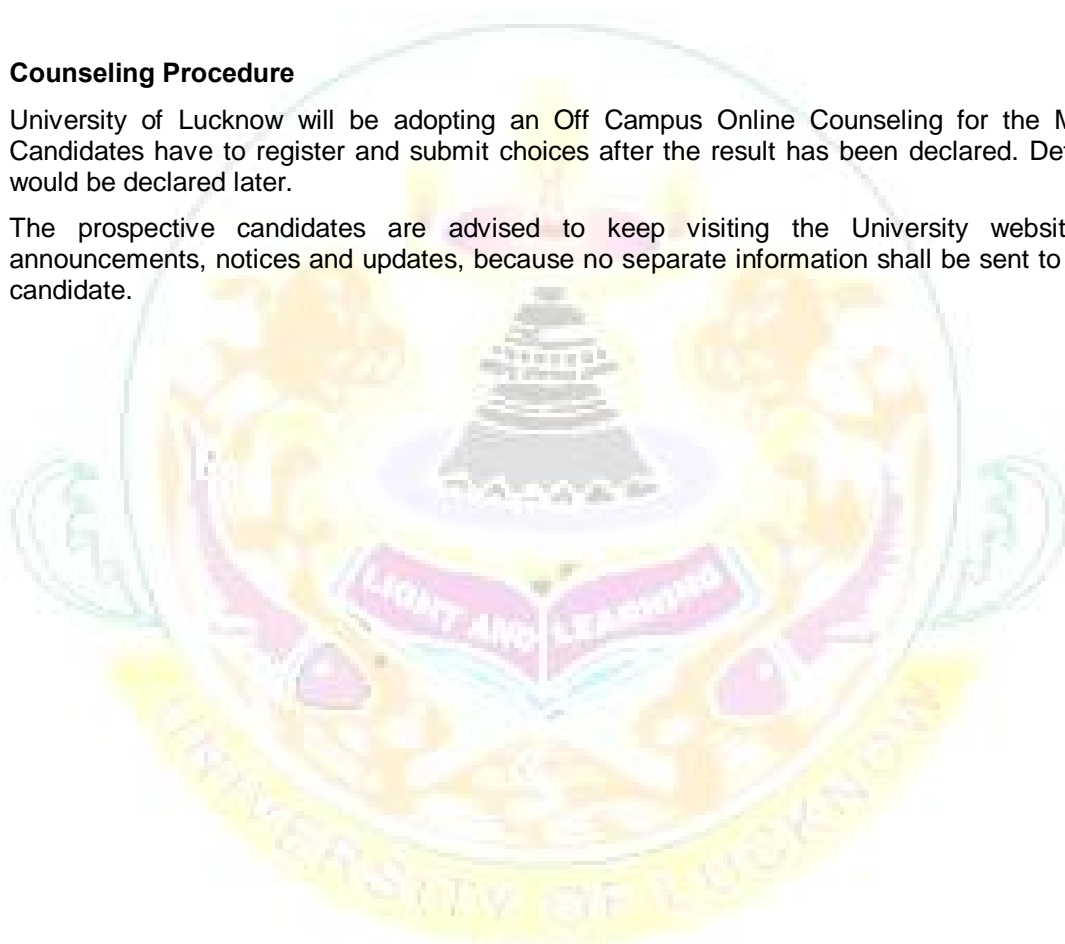 Counseling Procedure
University of Lucknow will be adopting an Off Campus Online Counseling for the
Candidates have to register and submit choices after the result has been declared.
would be declared later.
The prospective candidates are advised to keep visiting the University
announcements, notices and updates, because no separate information shall be sent to
candidate.
LIGHT AND LEARNING
UNIVERSITY OF LUCKNOW